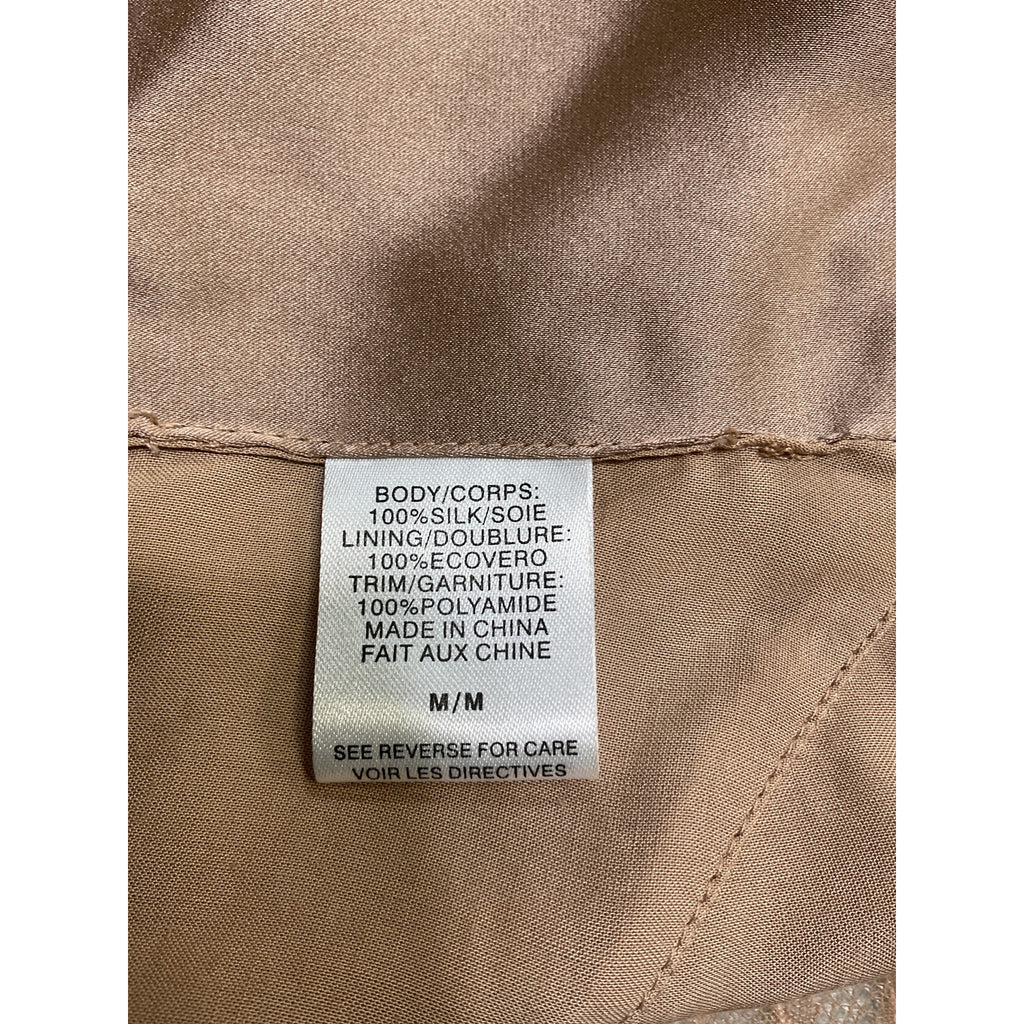 BODY/CORPS:
100%SILK/SOIE
LINING/DOUBLURE:
100%ECOVERO
TRIM/GARNITURE:
100%POLYAMIDE
MADE IN CHINA
FAIT AUX CHINE
M/M
SEE REVERSE FOR CARE
VOIR LES DIRECTIVES